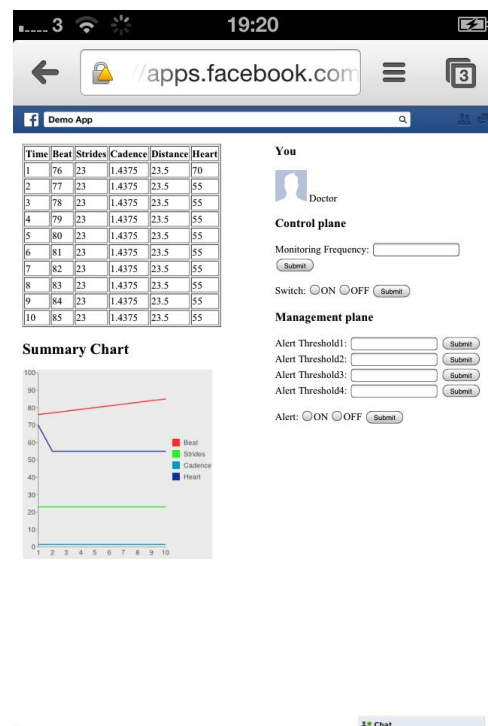 3 19:20
//apps.facebook.com 3
f Demo App
Time Beat Strides Cadence Distance Heart
1 76 23 1.4375 23.5 70
2 77 23 1.4375 23.5 55
3 78 23 1.4375 23.5 55
4 79 23 1.4375 23.5 55
5 80 23 1.4375 23.5 55
6 81 23 1.4375 23.5 55
7 82 23 1.4375 23.5 55
8 83 23 1.4375 23.5 55
9 84 23 1.4375 23.5 55
10 85 23 1.4375 23.5 55
Summary Chart
100
90
80
70
60
50
40
30
20
10
0
1 2 3 4 5 6 7 8 9 10
Beat
Strides
Cadence
Heart
You
Doctor
Control plane
Monitoring Frequency:
Submit
Switch: ON OFF Submit
Management plane
Alert Threshold1: Submit
Alert Threshold2: Submit
Alert Threshold3: Submit
Alert Threshold4: Submit
Alert: ON OFF Submit
Chat